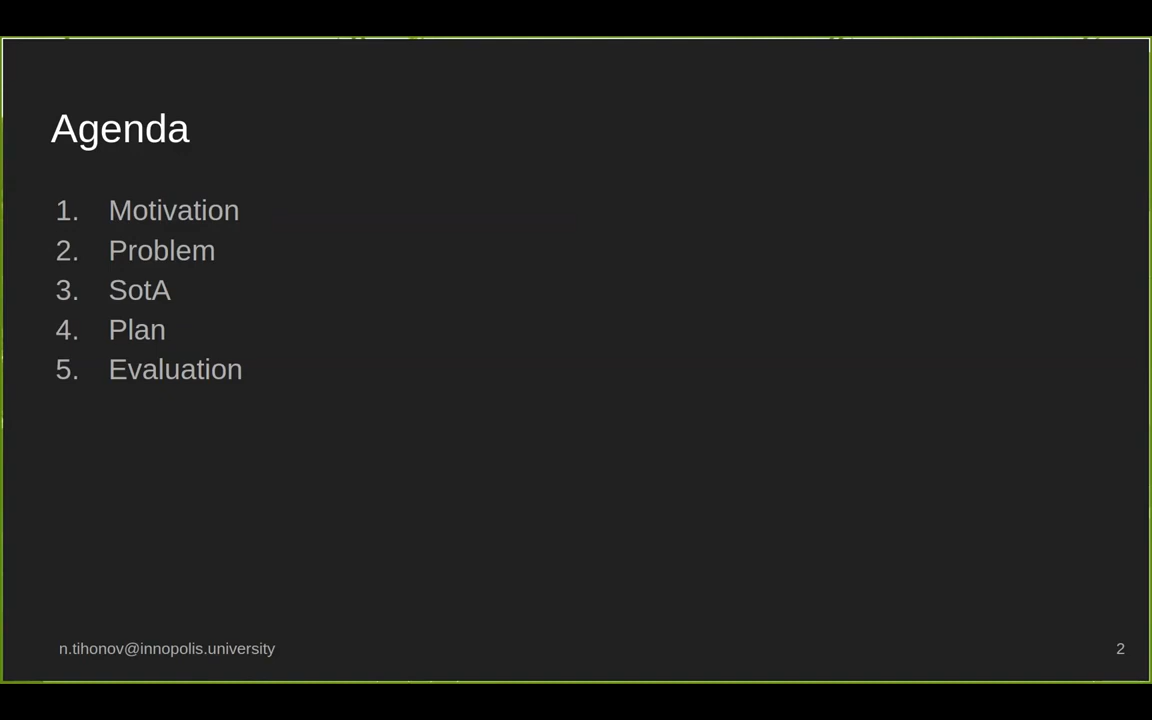 Agenda
1. Motivation
2. Problem
3. SotA
4. Plan
5. Evaluation
n.tihonov@innopolis.university
2